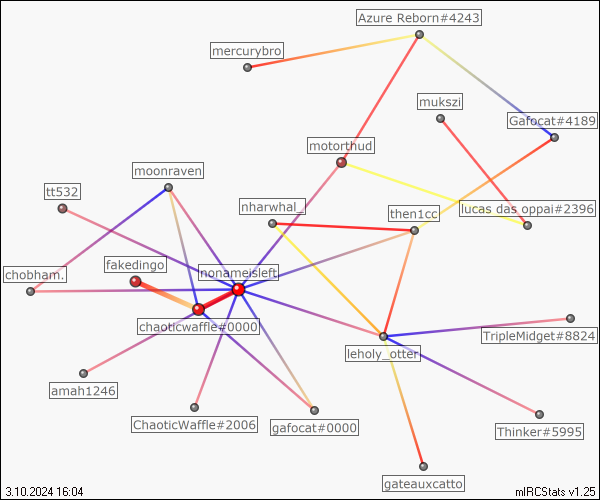 Azure Reborn#4243
mercurybro
mukszi
Gafocat#4189
motorthud
moonraven
tt532
nharwhal_
then1cc
lucas das oppai#2396
fakedingo
nonameisleft
chobham.
chaoticwaffle#0000
TripleMidget#8824
leholy_otter
amah1246
ChaoticWaffle#2006
gafocat#0000
Thinker#5995
gateauxcatto
3.10.2024 16:04
mIRCStats v1.25